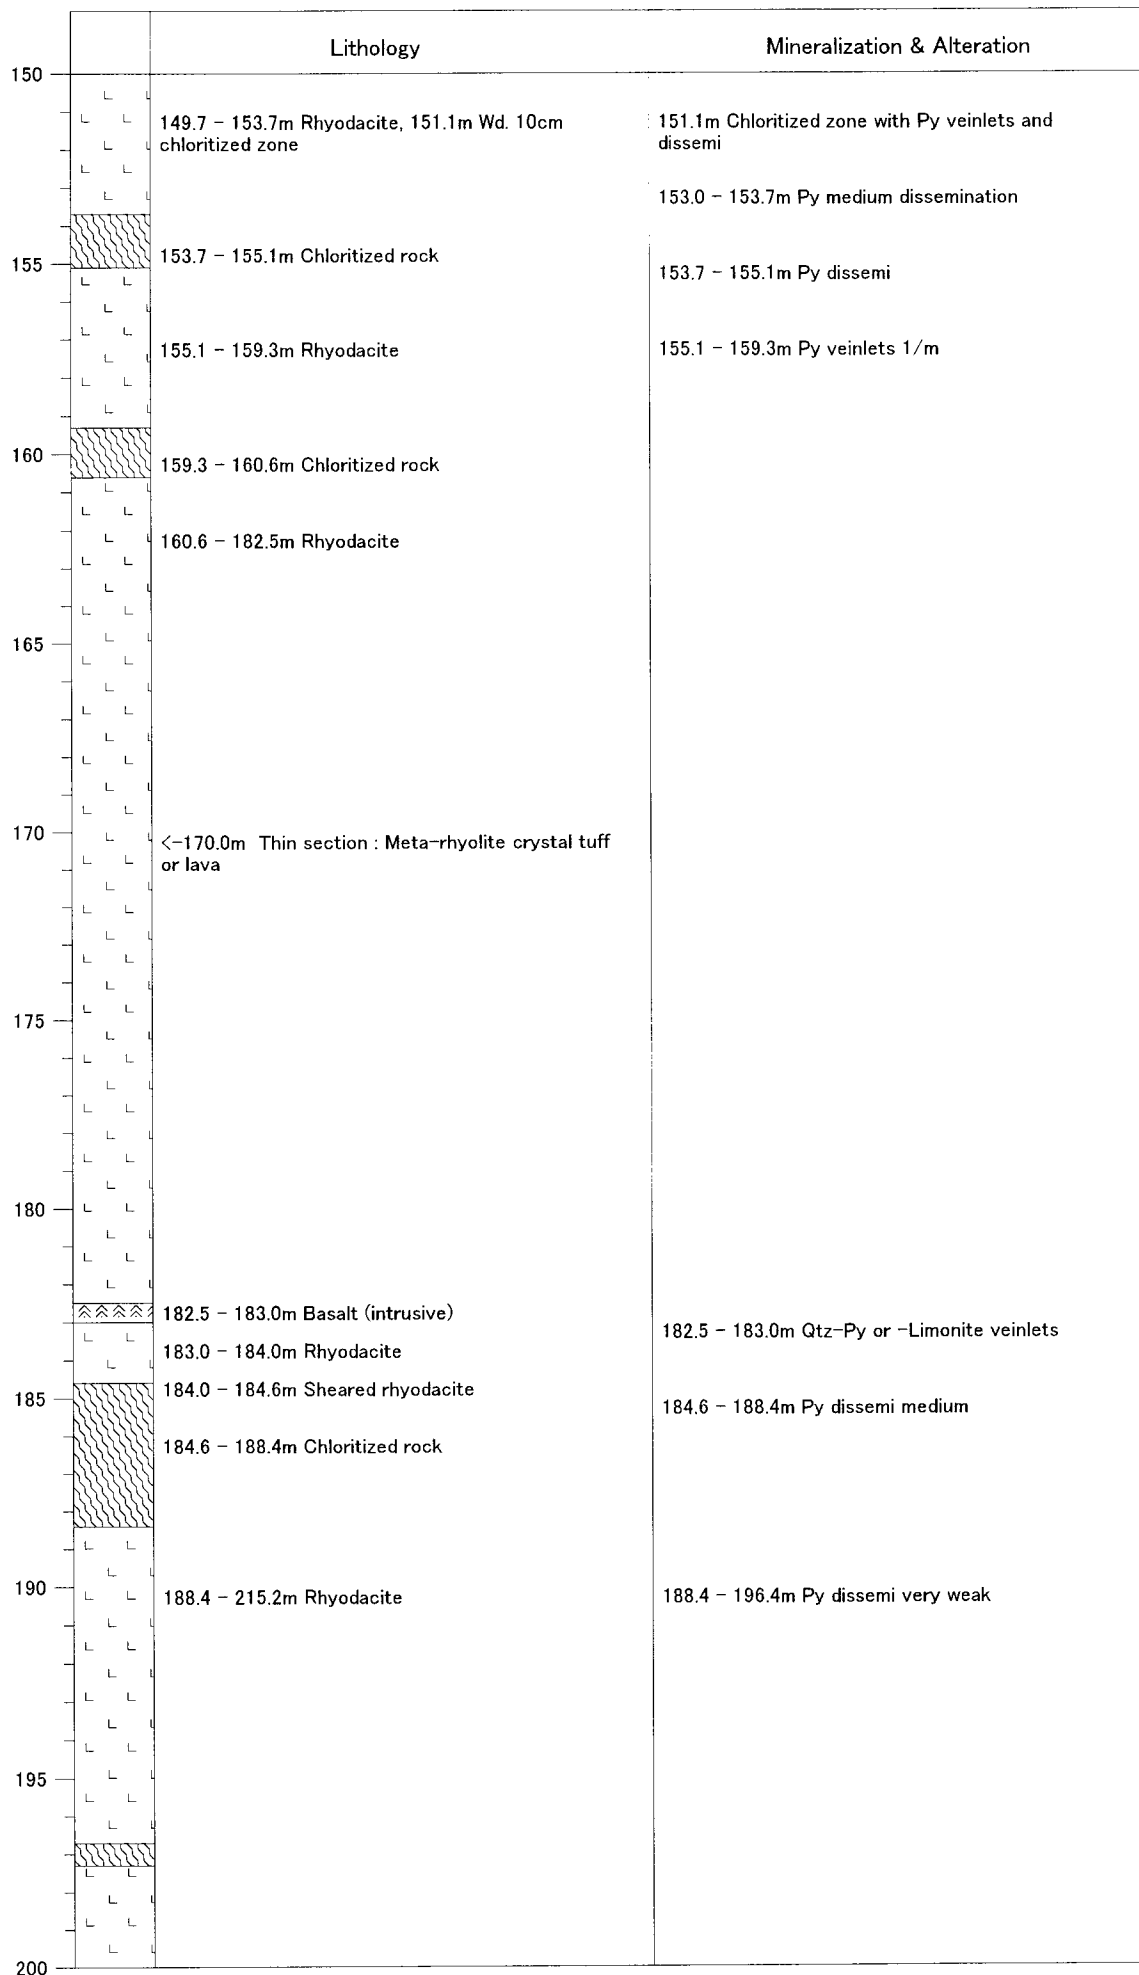 Lithology
Mineralization & Alteration
150
149.7 - 153.7m Rhyodacite, 151.1m Wd. 10cm
chloritized zone
151.1m Chloritized zone with Py veinlets and
dissemi
153.0 - 153.7m Py medium dissemination
153.7 - 155.1m Chloritized rock
155
153.7 - 155.1m Py dissemi
155.1 - 159.3m Rhyodacite
155.1 - 159.3m Py veinlets 1/m
160
159.3 - 160.6m Chloritized rock
160.6 - 182.5m Rhyodacite
165
170
<-170.0m Thin section : Meta-rhyolite crystal tuff
or lava
175
180
182.5 - 183.0m Basalt (intrusive)
182.5 - 183.0m Qtz-Py or -Limonite veinlets
183.0 - 184.0m Rhyodacite
184.0 - 184.6m Sheared rhyodacite
185
184.6 - 188.4m Py dissemi medium
184.6 - 188.4m Chloritized rock
190
188.4 - 215.2m Rhyodacite
188.4 - 196.4m Py dissemi very weak
195
200